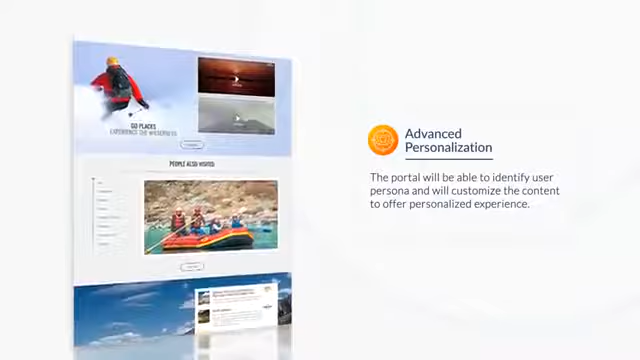 GO PLACES
EXPERIENCE THE WILDERNESS
PEOPLE ALSO VISITED
Advanced
Personalization
The portal will be able to identify user
persona and will customize the content
to offer personalized experience.